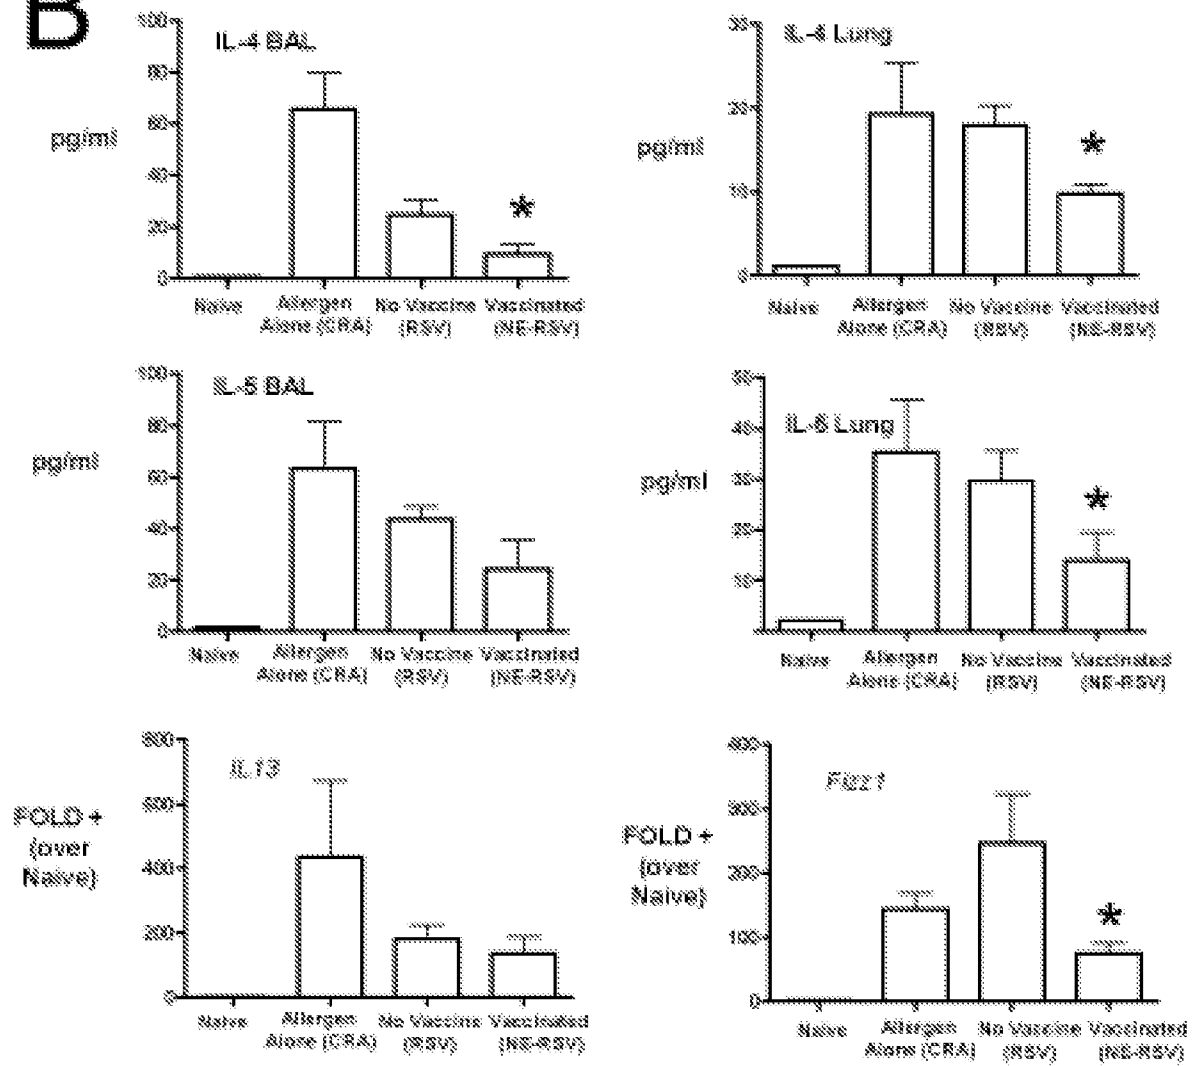 B
IL-4 BAL
100
80
60
40
20
0
pg/ml
*
Naive
Allergen
Alone (CRA)
No Vaccine
(RSV)
Vaccinated
(NE-RSV)
IL-4 Lung
30
20
10
0
pg/ml
*
Naive
Allergen
Alone (CRA)
No Vaccine
(RSV)
Vaccinated
(NE-RSV)
IL-5 BAL
100
80
60
40
20
0
pg/ml
Naive
Allergen
Alone (CRA)
No Vaccine
(RSV)
Vaccinated
(NE-RSV)
Lung
50
40
30
20
10
pg/ml
*
Naive
Allergen
Alone (CRA)
No Vaccine
(RSV)
Vaccinated
(NE-RSV)
IL13
800
600
400
200
0
FOLD +
(over
Naive)
Naive
Allergen
Alone (CRA)
No Vaccine
(RSV)
Vaccinated
(NE-RSV)
Fizz1
400
300
200
100
0
FOLD +
(over
Naive)
*
Naive
Allergen
Alone (CRA)
No Vaccine
(RSV)
Vaccinated
(NE-RSV)